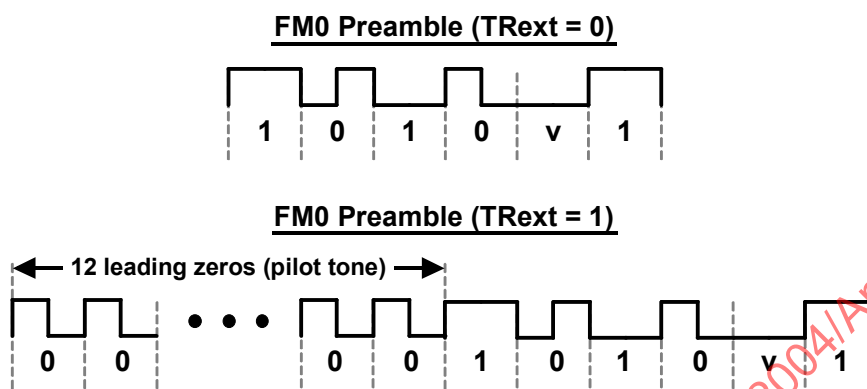 FM0 Preamble (TRext = 0)
1 0 1 0 v 1
FM0 Preamble (TRext = 1)
12 leading zeros (pilot tone)
0 0 • • • 0 0 1 0 1 0 v 1